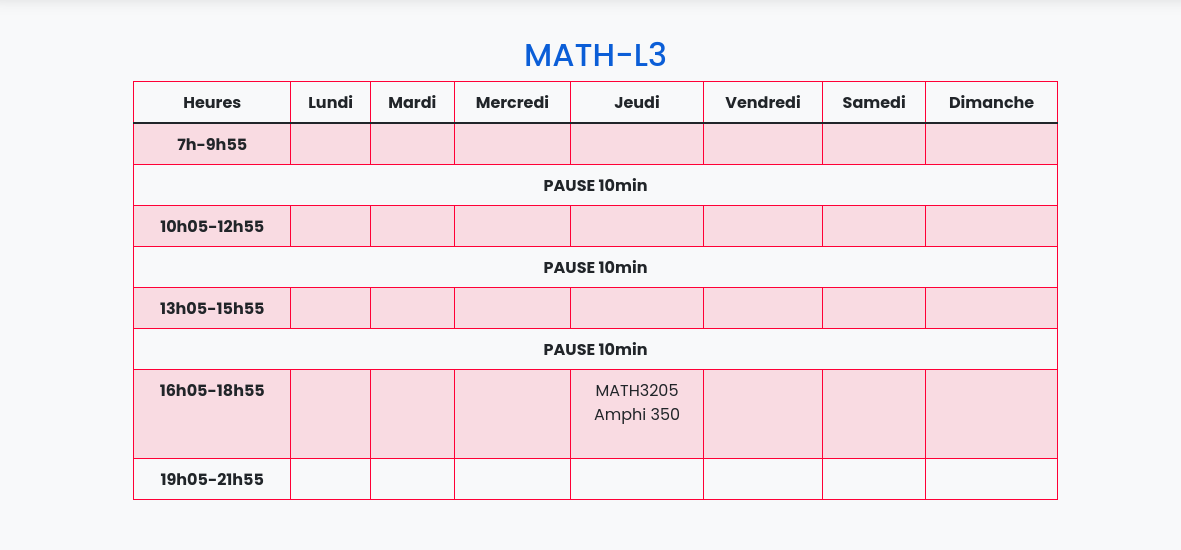 MATH-L3
Heures Lundi Mardi Mercredi Jeudi Vendredi Samedi Dimanche
7h-9h55
PAUSE 10min
10h05-12h55
PAUSE 10min
13h05-15h55
PAUSE 10min
16h05-18h55 MATH3205
Amphi 350
19h05-21h55